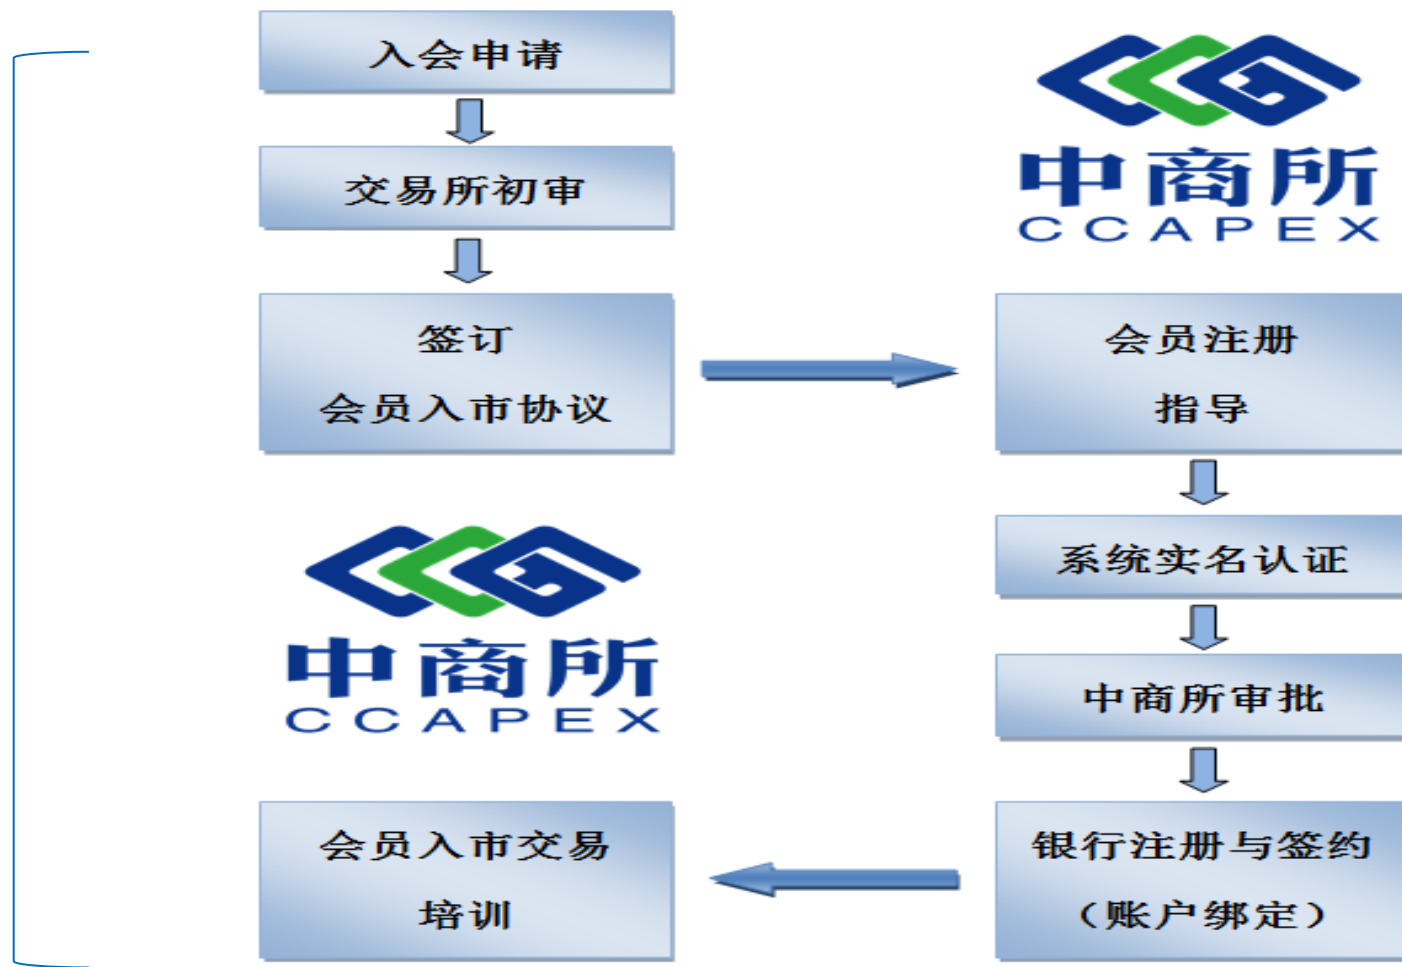 入会申请
交易所初审
签订
会员入市协议
中商所
CCAPEX
会员注册
指导
系统实名认证
中商所审批
银行注册与签约
（账户绑定）
中商所
CCAPEX
会员入市交易
培训